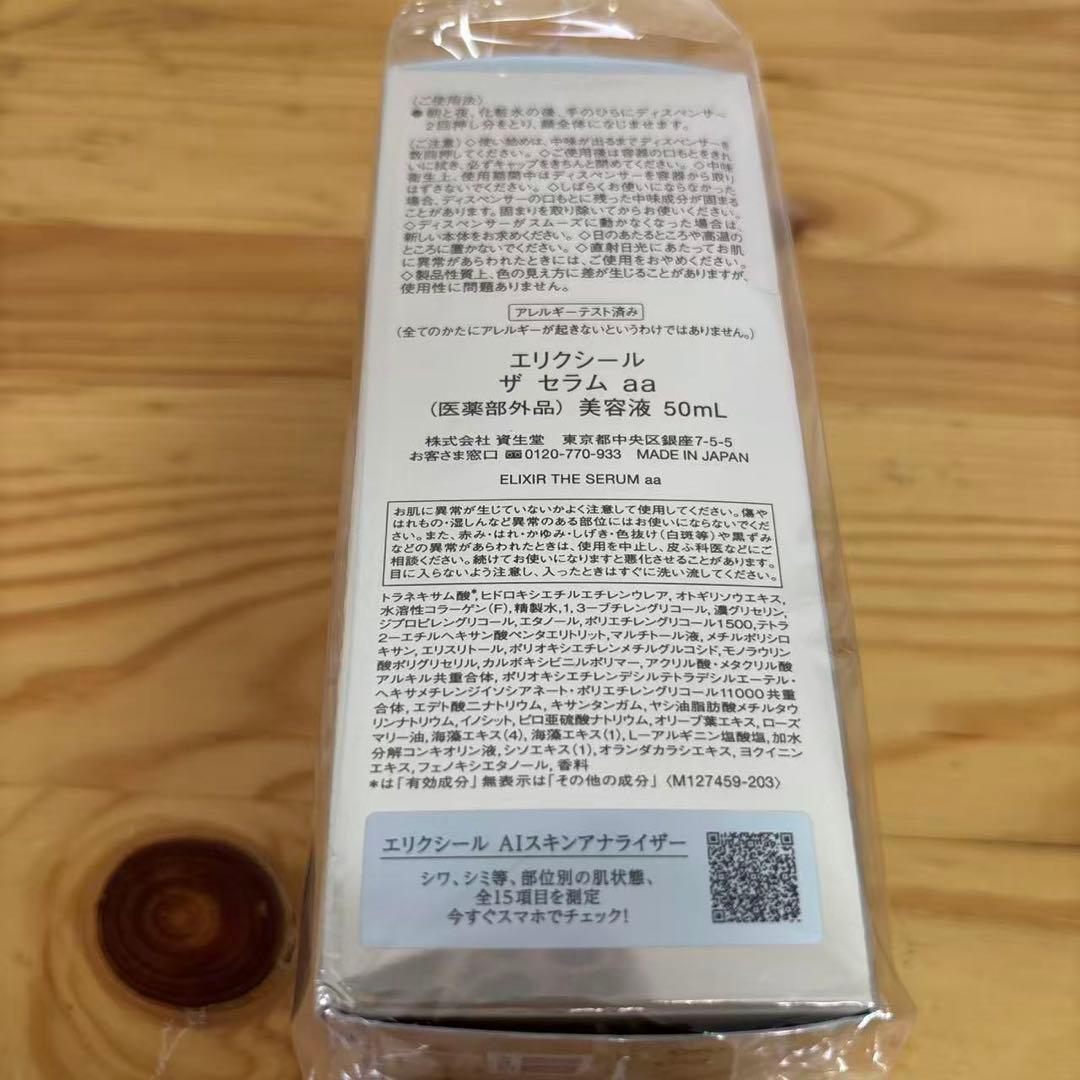 〈ご使用法〉
●朝と夜、化粧水の後、手のひらにディスペンサー
2回押し分をとり、顔全体になじませます。
〈ご注意〉◇使い始めは、中味が出るまでディスペンサーを
数回押してください。◇ご使用後は容器の口もとをきれ
いに拭き、必ずキャップをきちんと閉めてください。◇中味
衛生上、使用期間中はディスペンサーを容器から取り
はずさないでください。◇しばらくお使いにならなかった
場合、ディスペンサーの口もとに残った中味成分が固まる
ことがあります。固まりを取り除いてからお使いください。
◇ディスペンサーがスムーズに動かなくなった場合は、
新しい本体をお求めください。◇日のあたるところや高温の
ところに置かないでください。◇直射日光にあたってお肌
に異常があらわれたときには、ご使用をおやめください。
◇製品性質上、色の見え方に差が生じることがありますが、
使用性に問題ありません。
アレルギーテスト済み
(全てのかたにアレルギーが起きないというわけではありません。)
エリクシール
ザ セラム aa
(医薬部外品) 美容液 50mL
株式会社 資生堂 東京都中央区銀座7-5-5
お客さま窓口 0120-770-933 MADE IN JAPAN
ELIXIR THE SERUM aa
お肌に異常が生じていないかよく注意して使用してください。傷や
はれもの・湿しんなど異常のある部位にはお使いにならないでくだ
さい。また、赤み・はれ・かゆみ・しげき・色抜け(白斑等)や黒ずみ
などの異常があらわれたときは、使用を中止し、皮ふ科医などにご
相談ください。続けてお使いになりますと悪化させることがあります。
目に入らないよう注意し、入ったときはすぐに洗い流してください。
トラネキサム酸*,ヒドロキシエチルエチレンウレア,オトギリソウエキス,
水溶性コラーゲン(F),精製水,1,3ーブチレングリコール,濃グリセリン,
ジプロピレングリコール,エタノール,ポリエチレングリコール1500,テトラ
2ーエチルヘキサン酸ペンタエリトリット,マルチトール液,メチルポリシロ
キサン,エリスリトール,ポリオキシエチレンメチルグルコシド,モノラウリン
酸ポリグリセリル,カルボキシビニルポリマー,アクリル酸・メタクリル酸
アルキル共重合体,ポリオキシエチレンデシルテトラデシルエーテル・
ヘキサメチレンジイソシアネート・ポリエチレングリコール11000共重
合体,エデト酸二ナトリウム,キサンタンガム,ヤシ油脂肪酸メチルタウ
リンナトリウム,イノシット,ピロ亜硫酸ナトリウム,オリーブ葉エキス,ローズ
マリー油,海藻エキス(4),海藻エキス(1),Lーアルギニン塩酸塩,加水
分解コンキオリン液,シソエキス(1),オランダカラシエキス,ヨクイニン
エキス,フェノキシエタノール,香料
*は「有効成分」無表示は「その他の成分」〈M127459-203〉
エリクシール AIスキンアナライザー
シワ、シミ等、部位別の肌状態、
全15項目を測定
今すぐスマホでチェック!